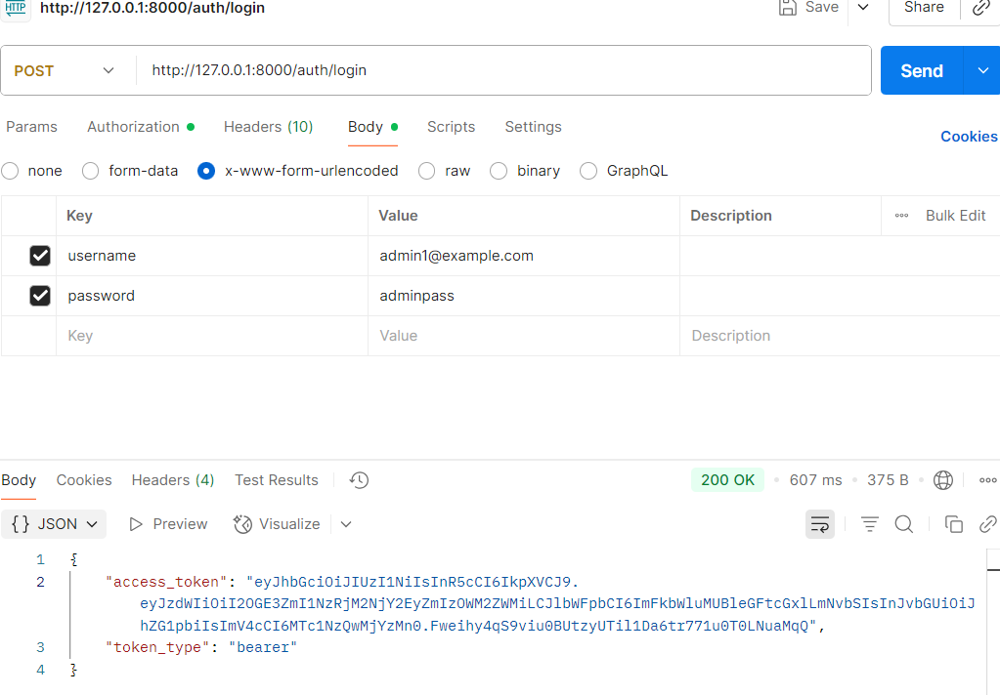 HTTP http://127.0.0.1:8000/auth/login Save Share
POST http://127.0.0.1:8000/auth/login Send
Params Authorization Headers (10) Body Scripts Settings Cookies
none form-data x-www-form-urlencoded raw binary GraphQL
Key Value Description Bulk Edit
username admin1@example.com
password adminpass
Key Value Description
Body Cookies Headers (4) Test Results 200 OK 607 ms 375 B
{} JSON Preview Visualize
1 {
2 "access_token": "eyJhbGciOiJIUzI1NiIsInR5cCI6IkpXVCJ9.
eyJzdWIiOiI2OGE3ZmI1NzRjM2NjY2EyZmIzOWM2ZWMiLCJlbWFpbCI6ImFkbWluMUBleGFtcGxlLmNvbSIsInJvbGUiOiJ
hZG1pbiIsImV4cCI6MTc1NzQwMjYzMn0.Fweihy4qS9viu0BUtzyUTil1Da6tr771u0T0LNuaMqQ",
3 "token_type": "bearer"
4 }